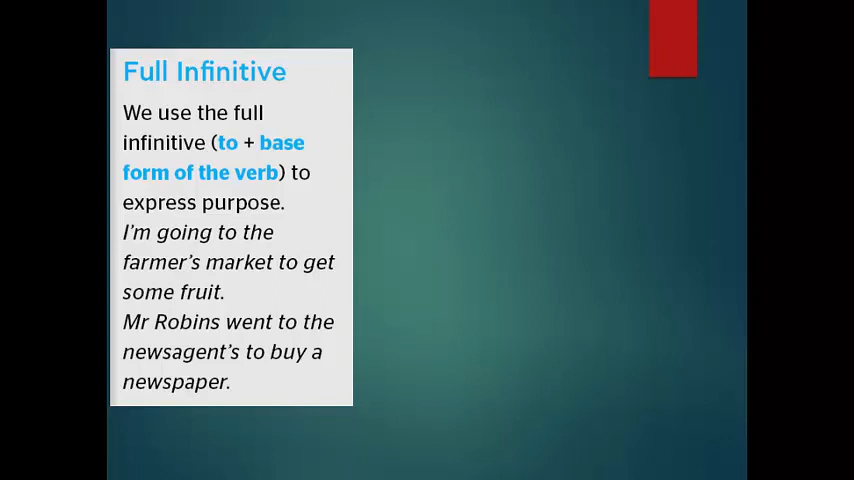 Full Infinitive
We use the full
infinitive (to + base
form of the verb) to
express purpose.
I'm going to the
farmer's market to get
some fruit.
Mr Robins went to the
newsagent's to buy a
newspaper.